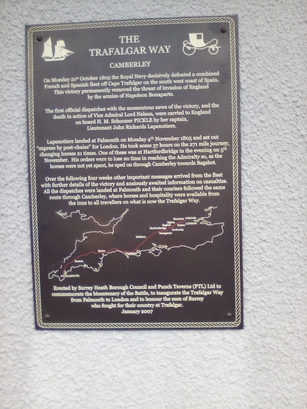 THE
TRAFALGAR WAY
CAMBERLEY
On Monday 21st October 1805 the Royal Navy decisively defeated a combined
French and Spanish fleet off Cape Trafalgar on the south west coast of Spain.
This victory permanently removed the threat of invasion of England
by the armies of Napoleon Bonaparte.
The first official dispatches with the momentous news of the victory, and the
death in action of Vice Admiral Lord Nelson, were carried to England
on board H. M. Schooner PICKLE by her captain,
Lieutenant John Richards Lapenotiere.
Lapenotiere landed at Falmouth on Monday 4th November 1805 and set out
"express by post-chaise" for London. He took some 37 hours on the 271 mile journey,
changing horses 21 times. One of those was at Hartfordbridge in the evening on 5th
November. His orders were to lose no time in reaching the Admiralty so, as the
horses were not yet spent, he sped on through Camberley towards Bagshot.
Over the following four weeks other important messages arrived from the fleet
with further details of the victory and anxiously awaited information on casualties.
All the dispatches were landed at Falmouth and their couriers followed the same
route through Camberley, where horses and hospitality were available from
the inns to all travellers on what is now the Trafalgar Way.
Erected by Surrey Heath Borough Council and Punch Taverns (PTL) Ltd to
commemorate the bicentenary of the Battle, to inaugurate the Trafalgar Way
from Falmouth to London and to honour the men of Surrey
who fought for their country at Trafalgar.
January 2007